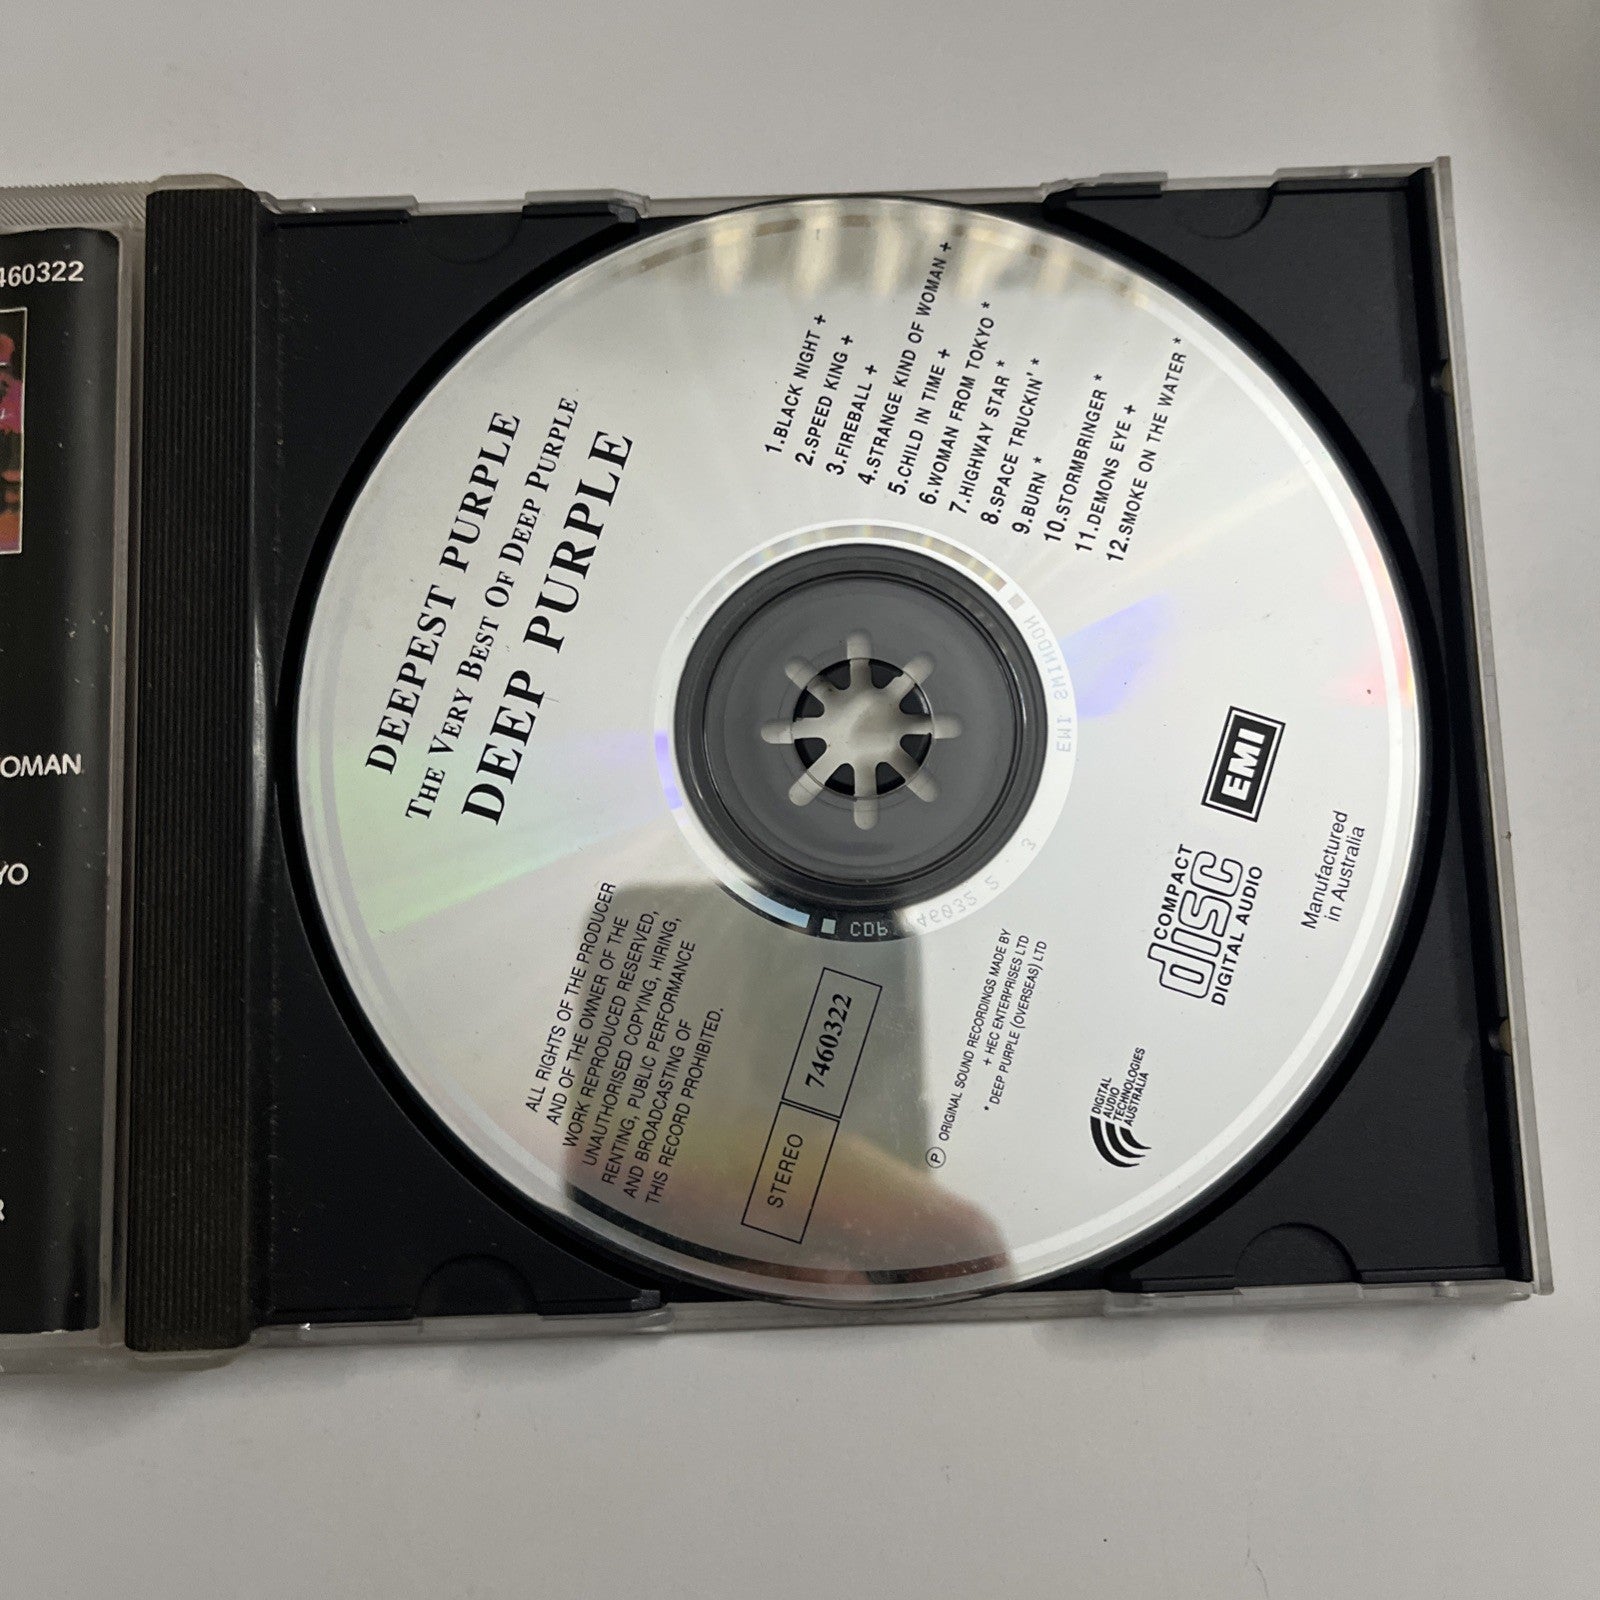 460322
OMAN
YO
R
DEEPEST PURPLE
THE VERY BEST OF DEEP PURPLE
DEEP PURPLE
1.BLACK NIGHT +
2.SPEED KING +
3.FIREBALL +
4.STRANGE KIND OF WOMAN +
5.CHILD IN TIME +
6.WOMAN FROM TOKYO *
7.HIGHWAY STAR *
8.SPACE TRUCKIN' *
9.BURN *
10.STORMBRINGER *
11.DEMONS EYE +
12.SMOKE ON THE WATER *
ALL RIGHTS OF THE PRODUCER
AND OF THE OWNER OF THE
WORK REPRODUCED RESERVED,
UNAUTHORISED COPYING, HIRING,
RENTING, PUBLIC PERFORMANCE
AND BROADCASTING OF
THIS RECORD PROHIBITED.
STEREO
7460322
EMI SWINDON
Ⓟ ORIGINAL SOUND RECORDINGS MADE BY
+ HEC ENTERPRISES LTD
* DEEP PURPLE (OVERSEAS) LTD
DIGITAL
AUDIO
TECHNOLOGIES
AUSTRALIA
COMPACT
disc
DIGITAL AUDIO
EMI
Manufactured
in Australia